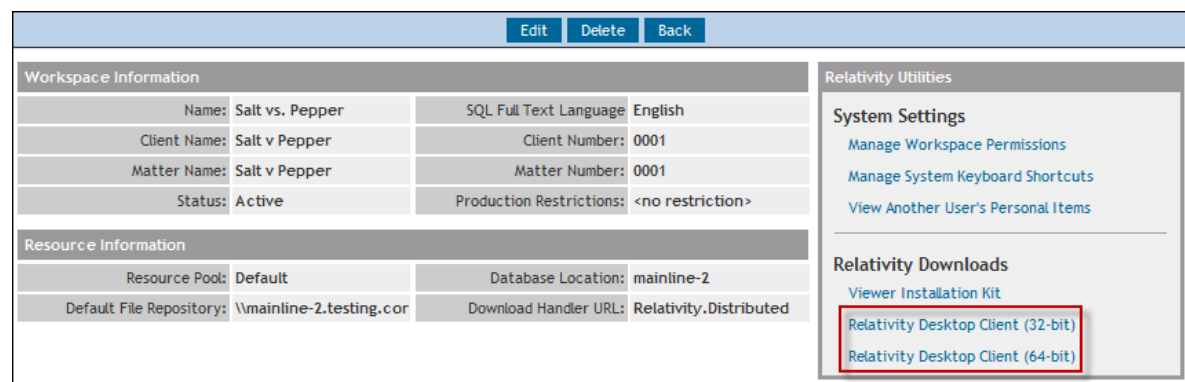 Edit Delete Back
Workspace Information
Name: Salt vs. Pepper SQL Full Text Language English
Client Name: Salt v Pepper Client Number: 0001
Matter Name: Salt v Pepper Matter Number: 0001
Status: Active Production Restrictions: <no restriction>
Resource Information
Resource Pool: Default Database Location: mainline-2
Default File Repository: \\mainline-2.testing.cor Download Handler URL: Relativity.Distributed
Relativity Utilities
System Settings
Manage Workspace Permissions
Manage System Keyboard Shortcuts
View Another User's Personal Items
Relativity Downloads
Viewer Installation Kit
Relativity Desktop Client (32-bit)
Relativity Desktop Client (64-bit)